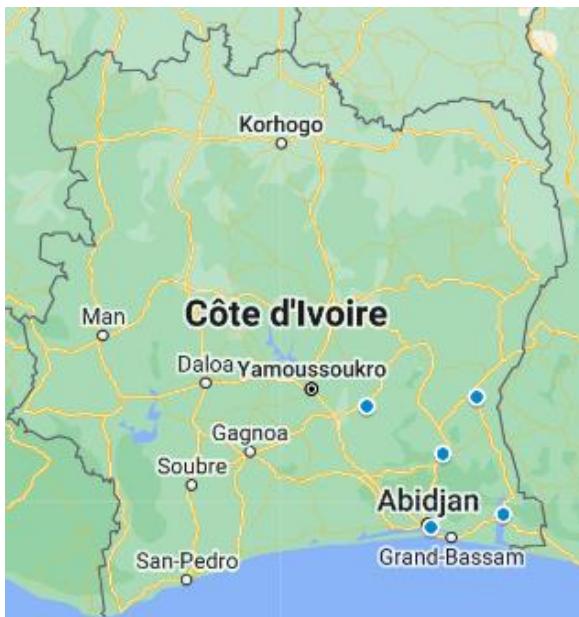 Korhogo
Côte d'Ivoire
Man
Daloa
Yamoussoukro
Gagnoa
Soubre
Abidjan
Grand-Bassam
San-Pedro